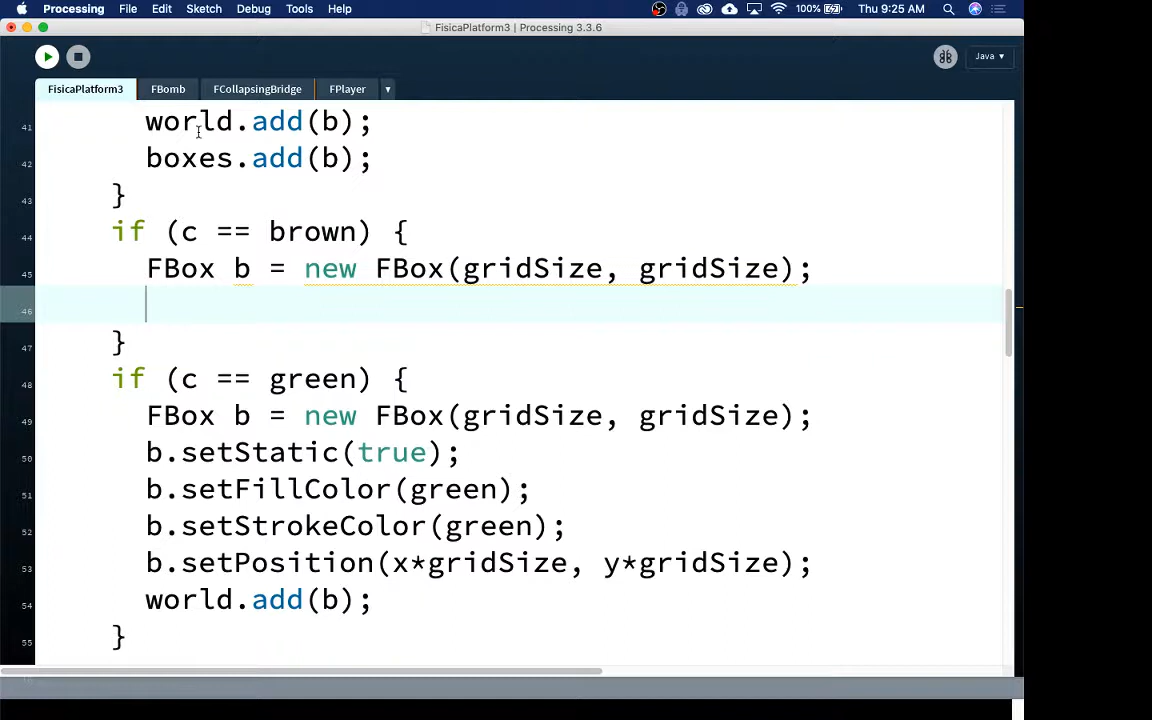 Processing File Edit Sketch Debug Tools Help 100% Thu 9:25 AM
FisicaPlatform3 | Processing 3.3.6
Java ▾
FisicaPlatform3 FBomb FCollapsingBridge FPlayer ▾
41 world.add(b);
42 boxes.add(b);
43 }
44 if (c == brown) {
45 FBox b = new FBox(gridSize, gridSize);
46
47 }
48 if (c == green) {
49 FBox b = new FBox(gridSize, gridSize);
50 b.setStatic(true);
51 b.setFillColor(green);
52 b.setStrokeColor(green);
53 b.setPosition(x*gridSize, y*gridSize);
54 world.add(b);
55 }